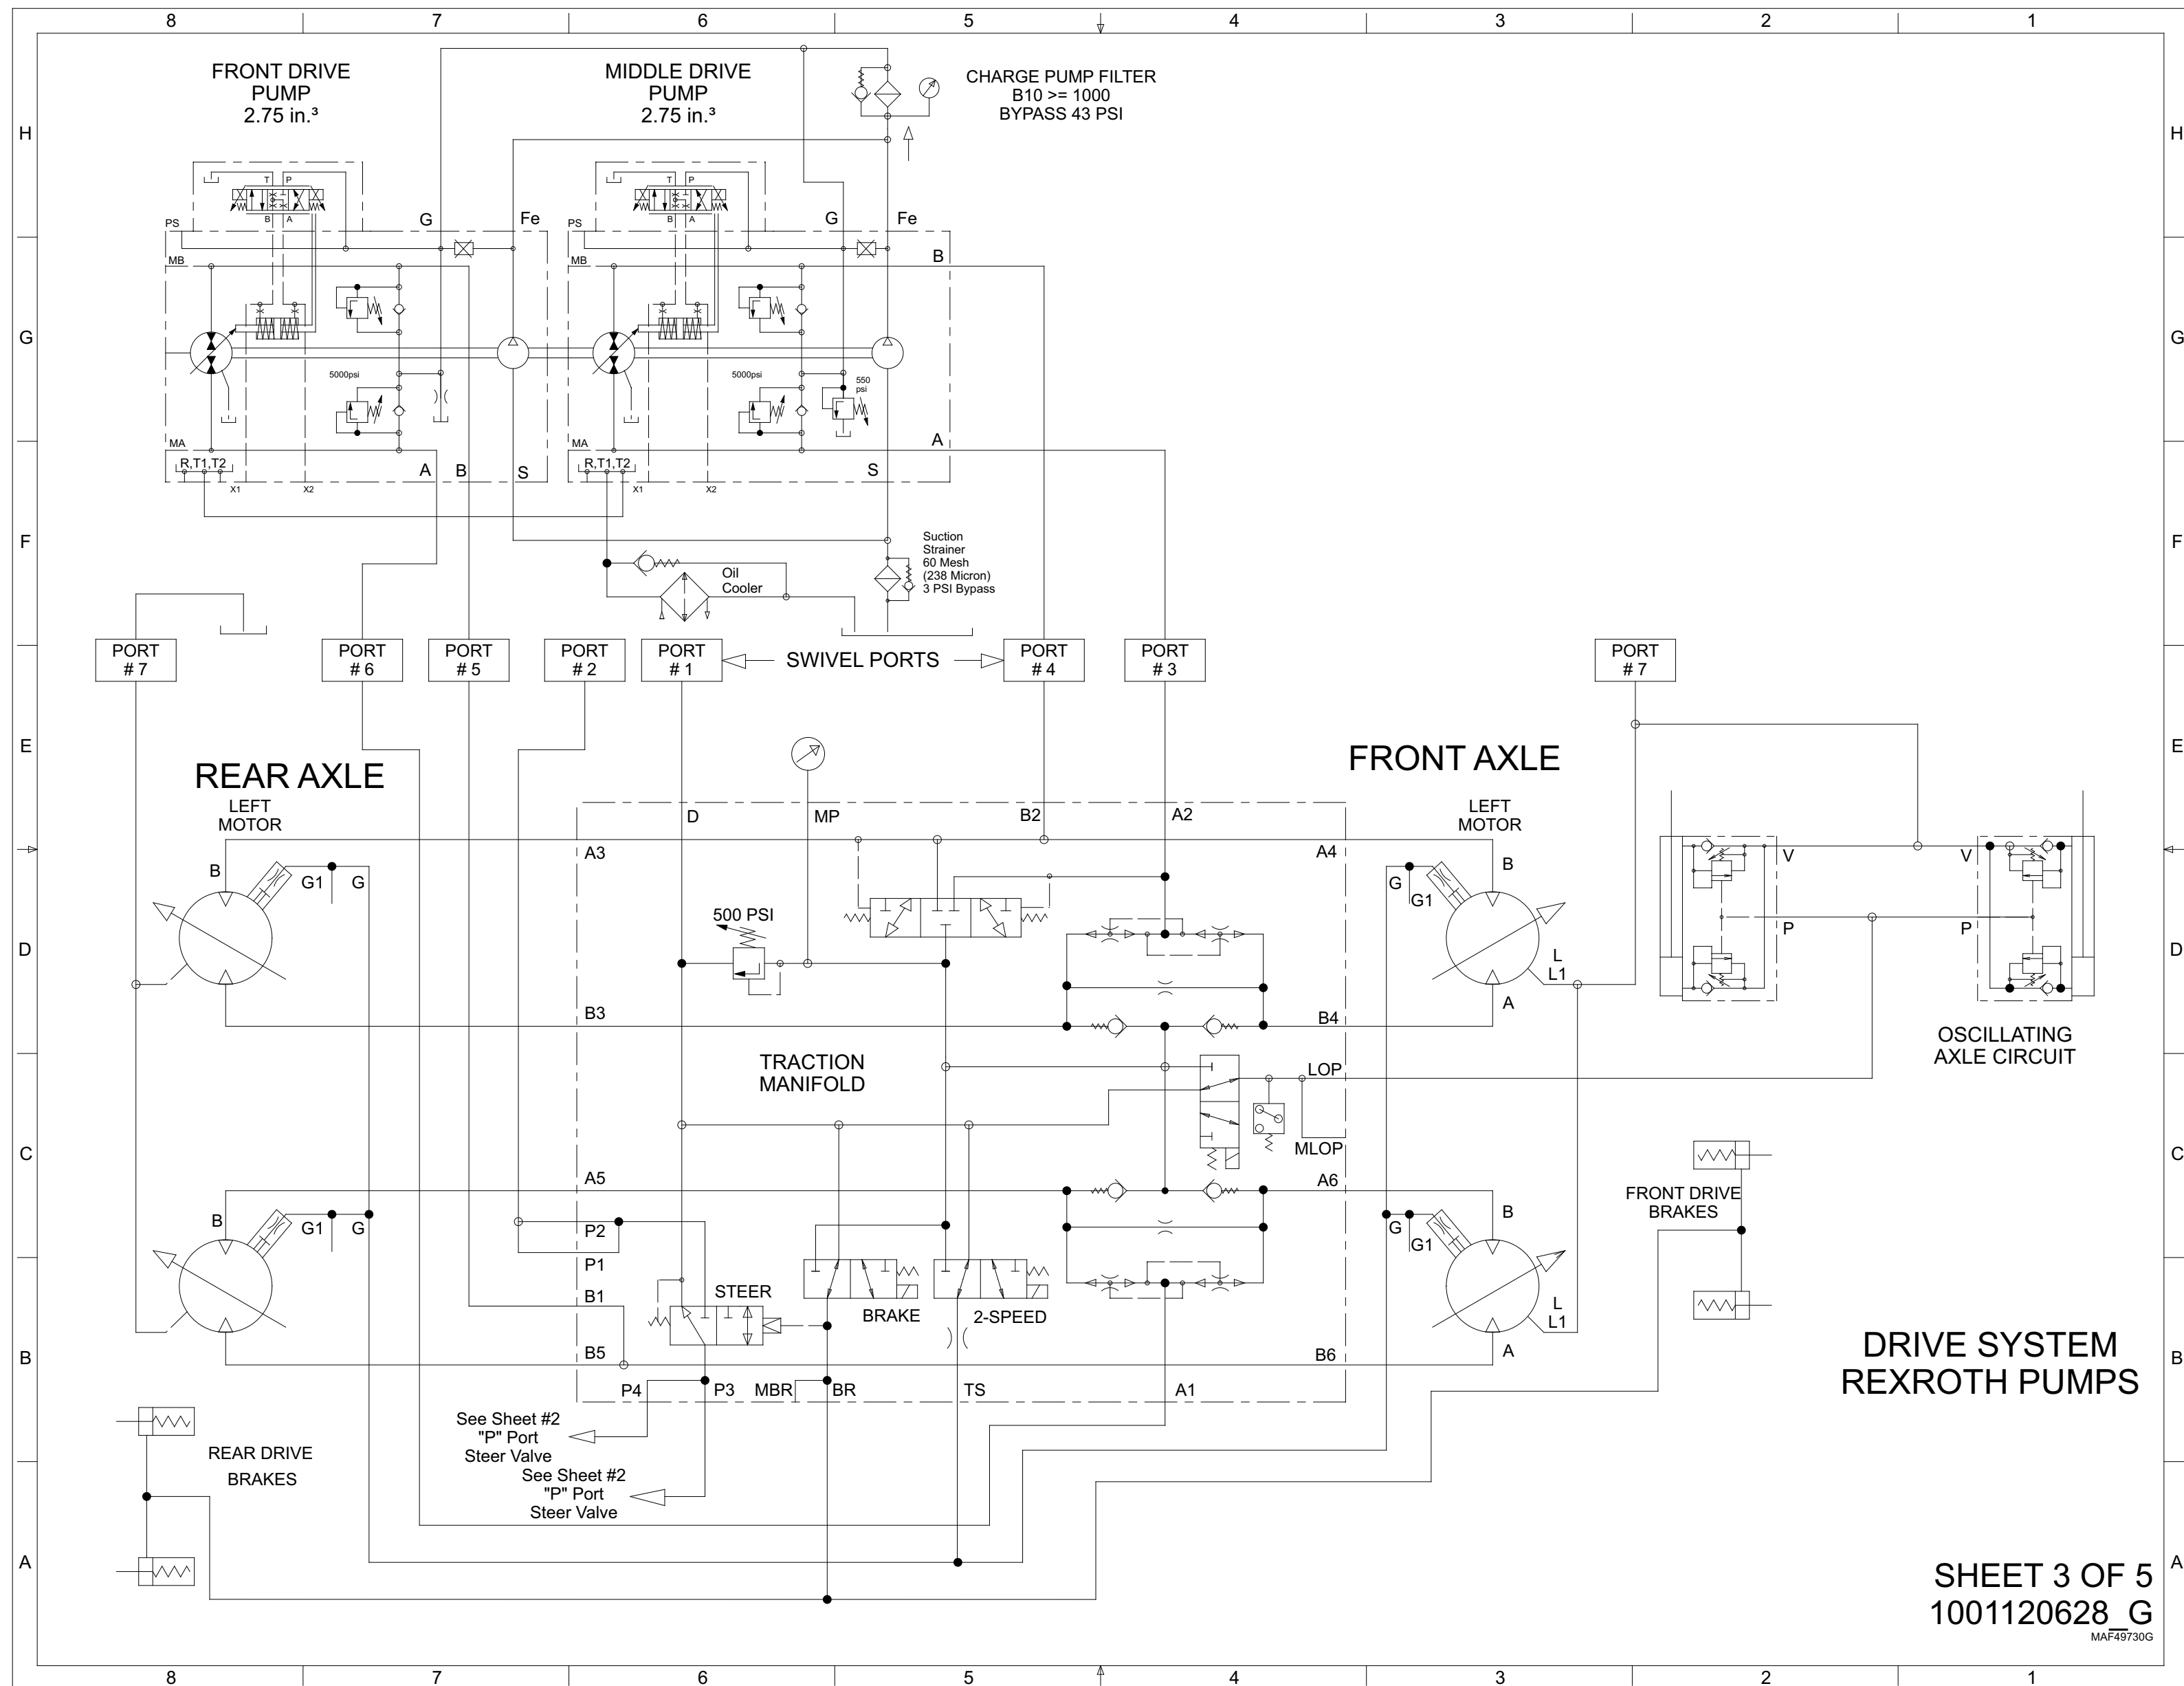 8 7 6 5 4 3 2 1
FRONT DRIVE
PUMP
2.75 in.³
MIDDLE DRIVE
PUMP
2.75 in.³
CHARGE PUMP FILTER
B10 >= 1000
BYPASS 43 PSI
H H
T P
B A
PS
G
Fe
T P
B A
PS
G
Fe
MB
MB
B
G G
5000psi
5000psi
550
psi
MA
R,T1,T2
A B S
X1 X2
MA
R,T1,T2
A
S
X1 X2
F F
Oil
Cooler
Suction
Strainer
60 Mesh
(238 Micron)
3 PSI Bypass
PORT
# 7
PORT
# 6
PORT
# 5
PORT
# 2
PORT
# 1
SWIVEL PORTS
PORT
# 4
PORT
# 3
PORT
# 7
E E
REAR AXLE
LEFT
MOTOR
FRONT AXLE
LEFT
MOTOR
D MP B2 A2
A3 A4
B
G1 G
B
G
G1
V V
500 PSI
P P
D D
L
L1
A
B3 B4
OSCILLATING
AXLE CIRCUIT
TRACTION
MANIFOLD
LOP
MLOP
C C
A5 A6
FRONT DRIVE
BRAKES
B
G1 G
P2
P1
B
G
G1
B1
STEER
BRAKE
2-SPEED
L
L1
A
B5 B6
B B
DRIVE SYSTEM
REXROTH PUMPS
P4 P3 MBR BR TS A1
See Sheet #2
"P" Port
Steer Valve
See Sheet #2
"P" Port
Steer Valve
REAR DRIVE
BRAKES
A A
SHEET 3 OF 5
1001120628_G
MAF49730G
8 7 6 5 4 3 2 1